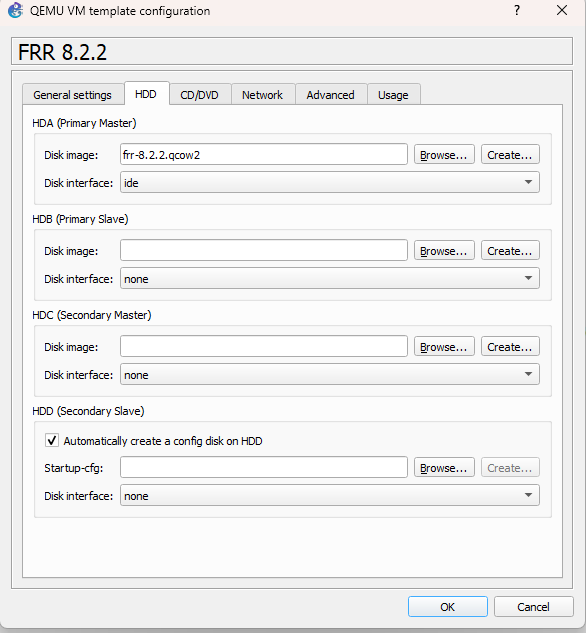 QEMU VM template configuration
?
FRR 8.2.2
General settings HDD CD/DVD Network Advanced Usage
HDA (Primary Master)
Disk image: frr-8.2.2.qcow2 Browse... Create...
Disk interface: ide
HDB (Primary Slave)
Disk image: Browse... Create...
Disk interface: none
HDC (Secondary Master)
Disk image: Browse... Create...
Disk interface: none
HDD (Secondary Slave)
Automatically create a config disk on HDD
Startup-cfg: Browse... Create...
Disk interface: none
OK Cancel